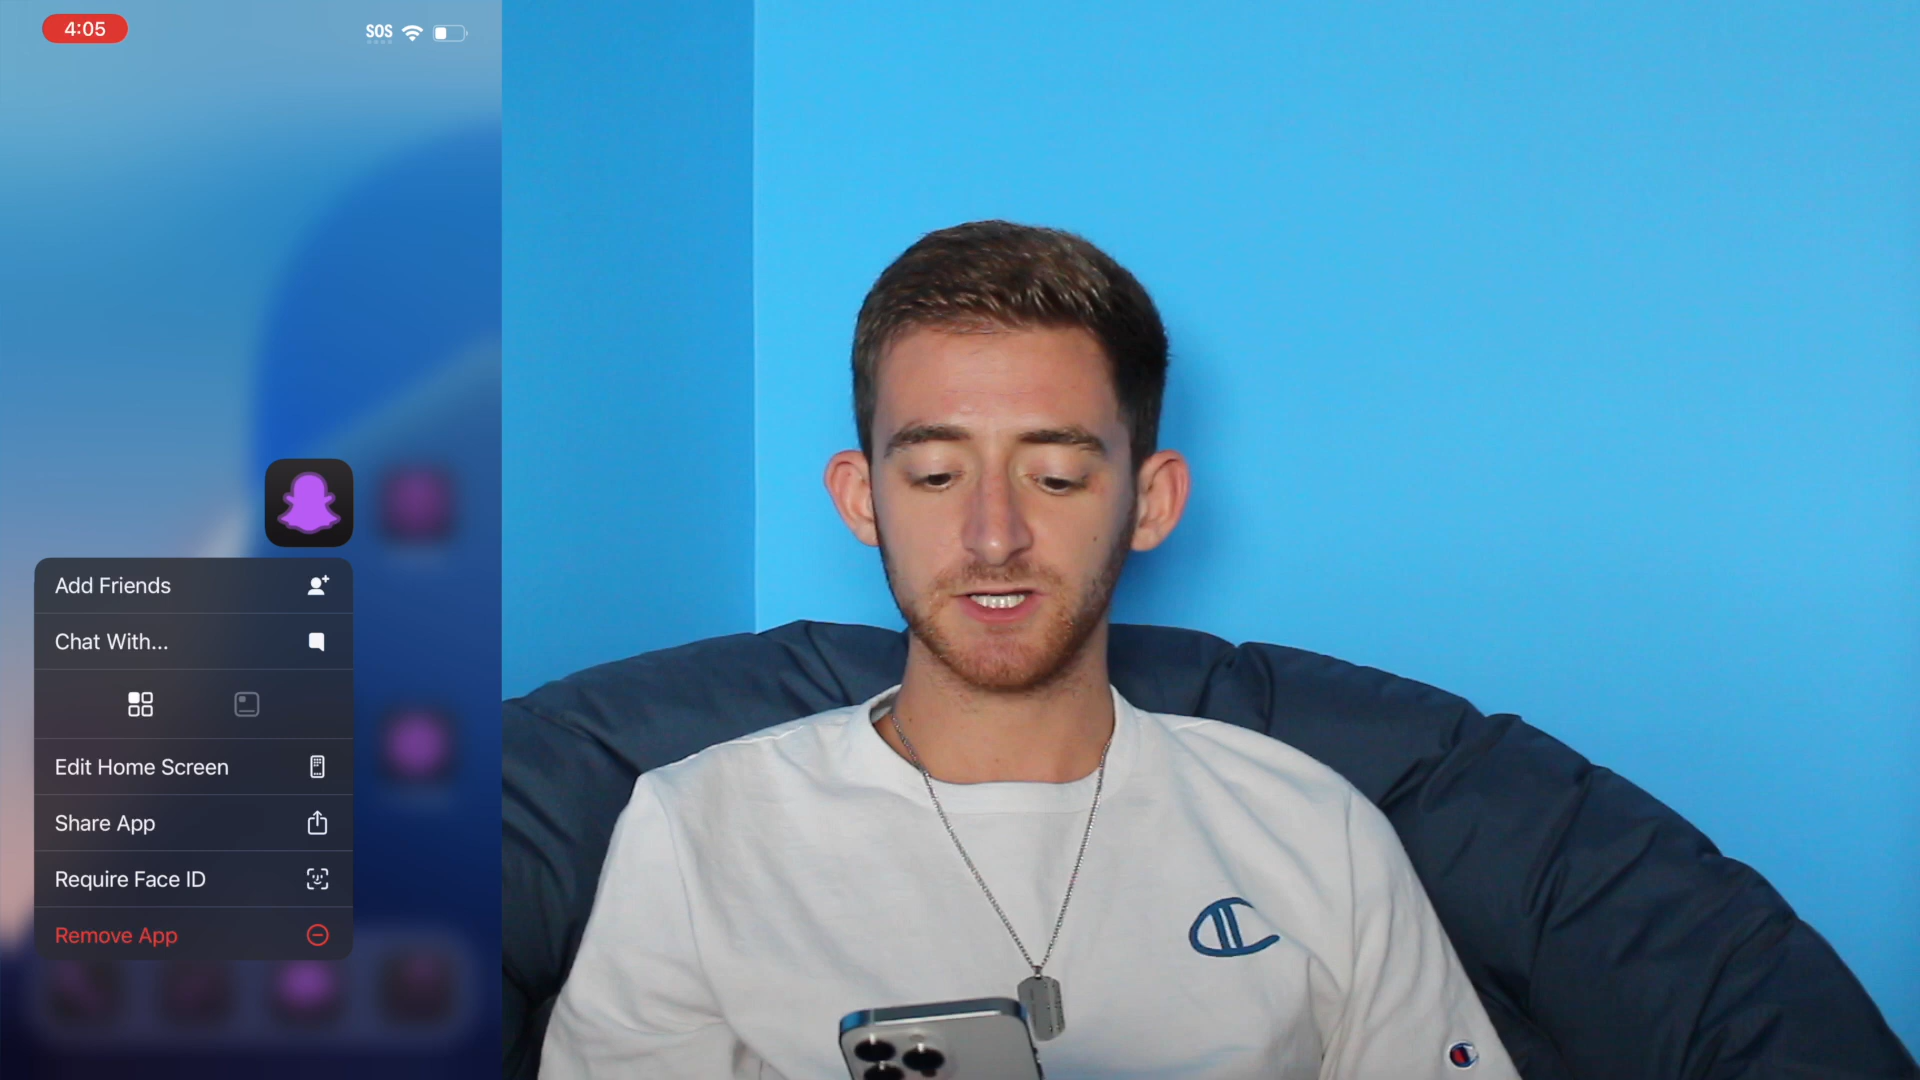 4:05
SOS
Add Friends
Chat With...
Edit Home Screen
Share App
Require Face ID
Remove App